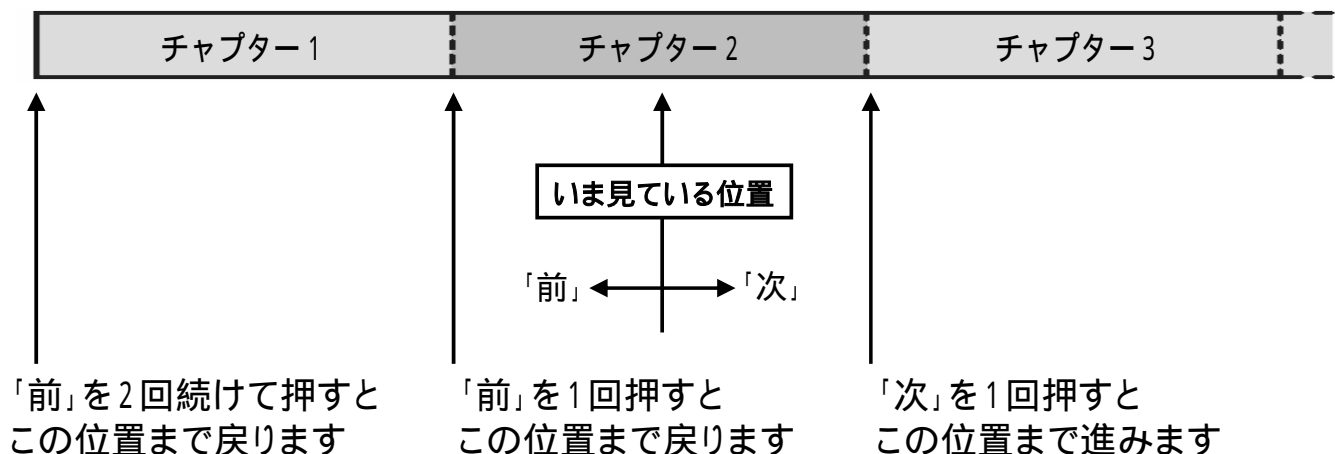 チャプター1
チャプター2
チャプター3
いま見ている位置
「前」
「次」
「前」を2回続けて押すと
この位置まで戻ります
「前」を1回押すと
この位置まで戻ります
「次」を1回押すと
この位置まで進みます